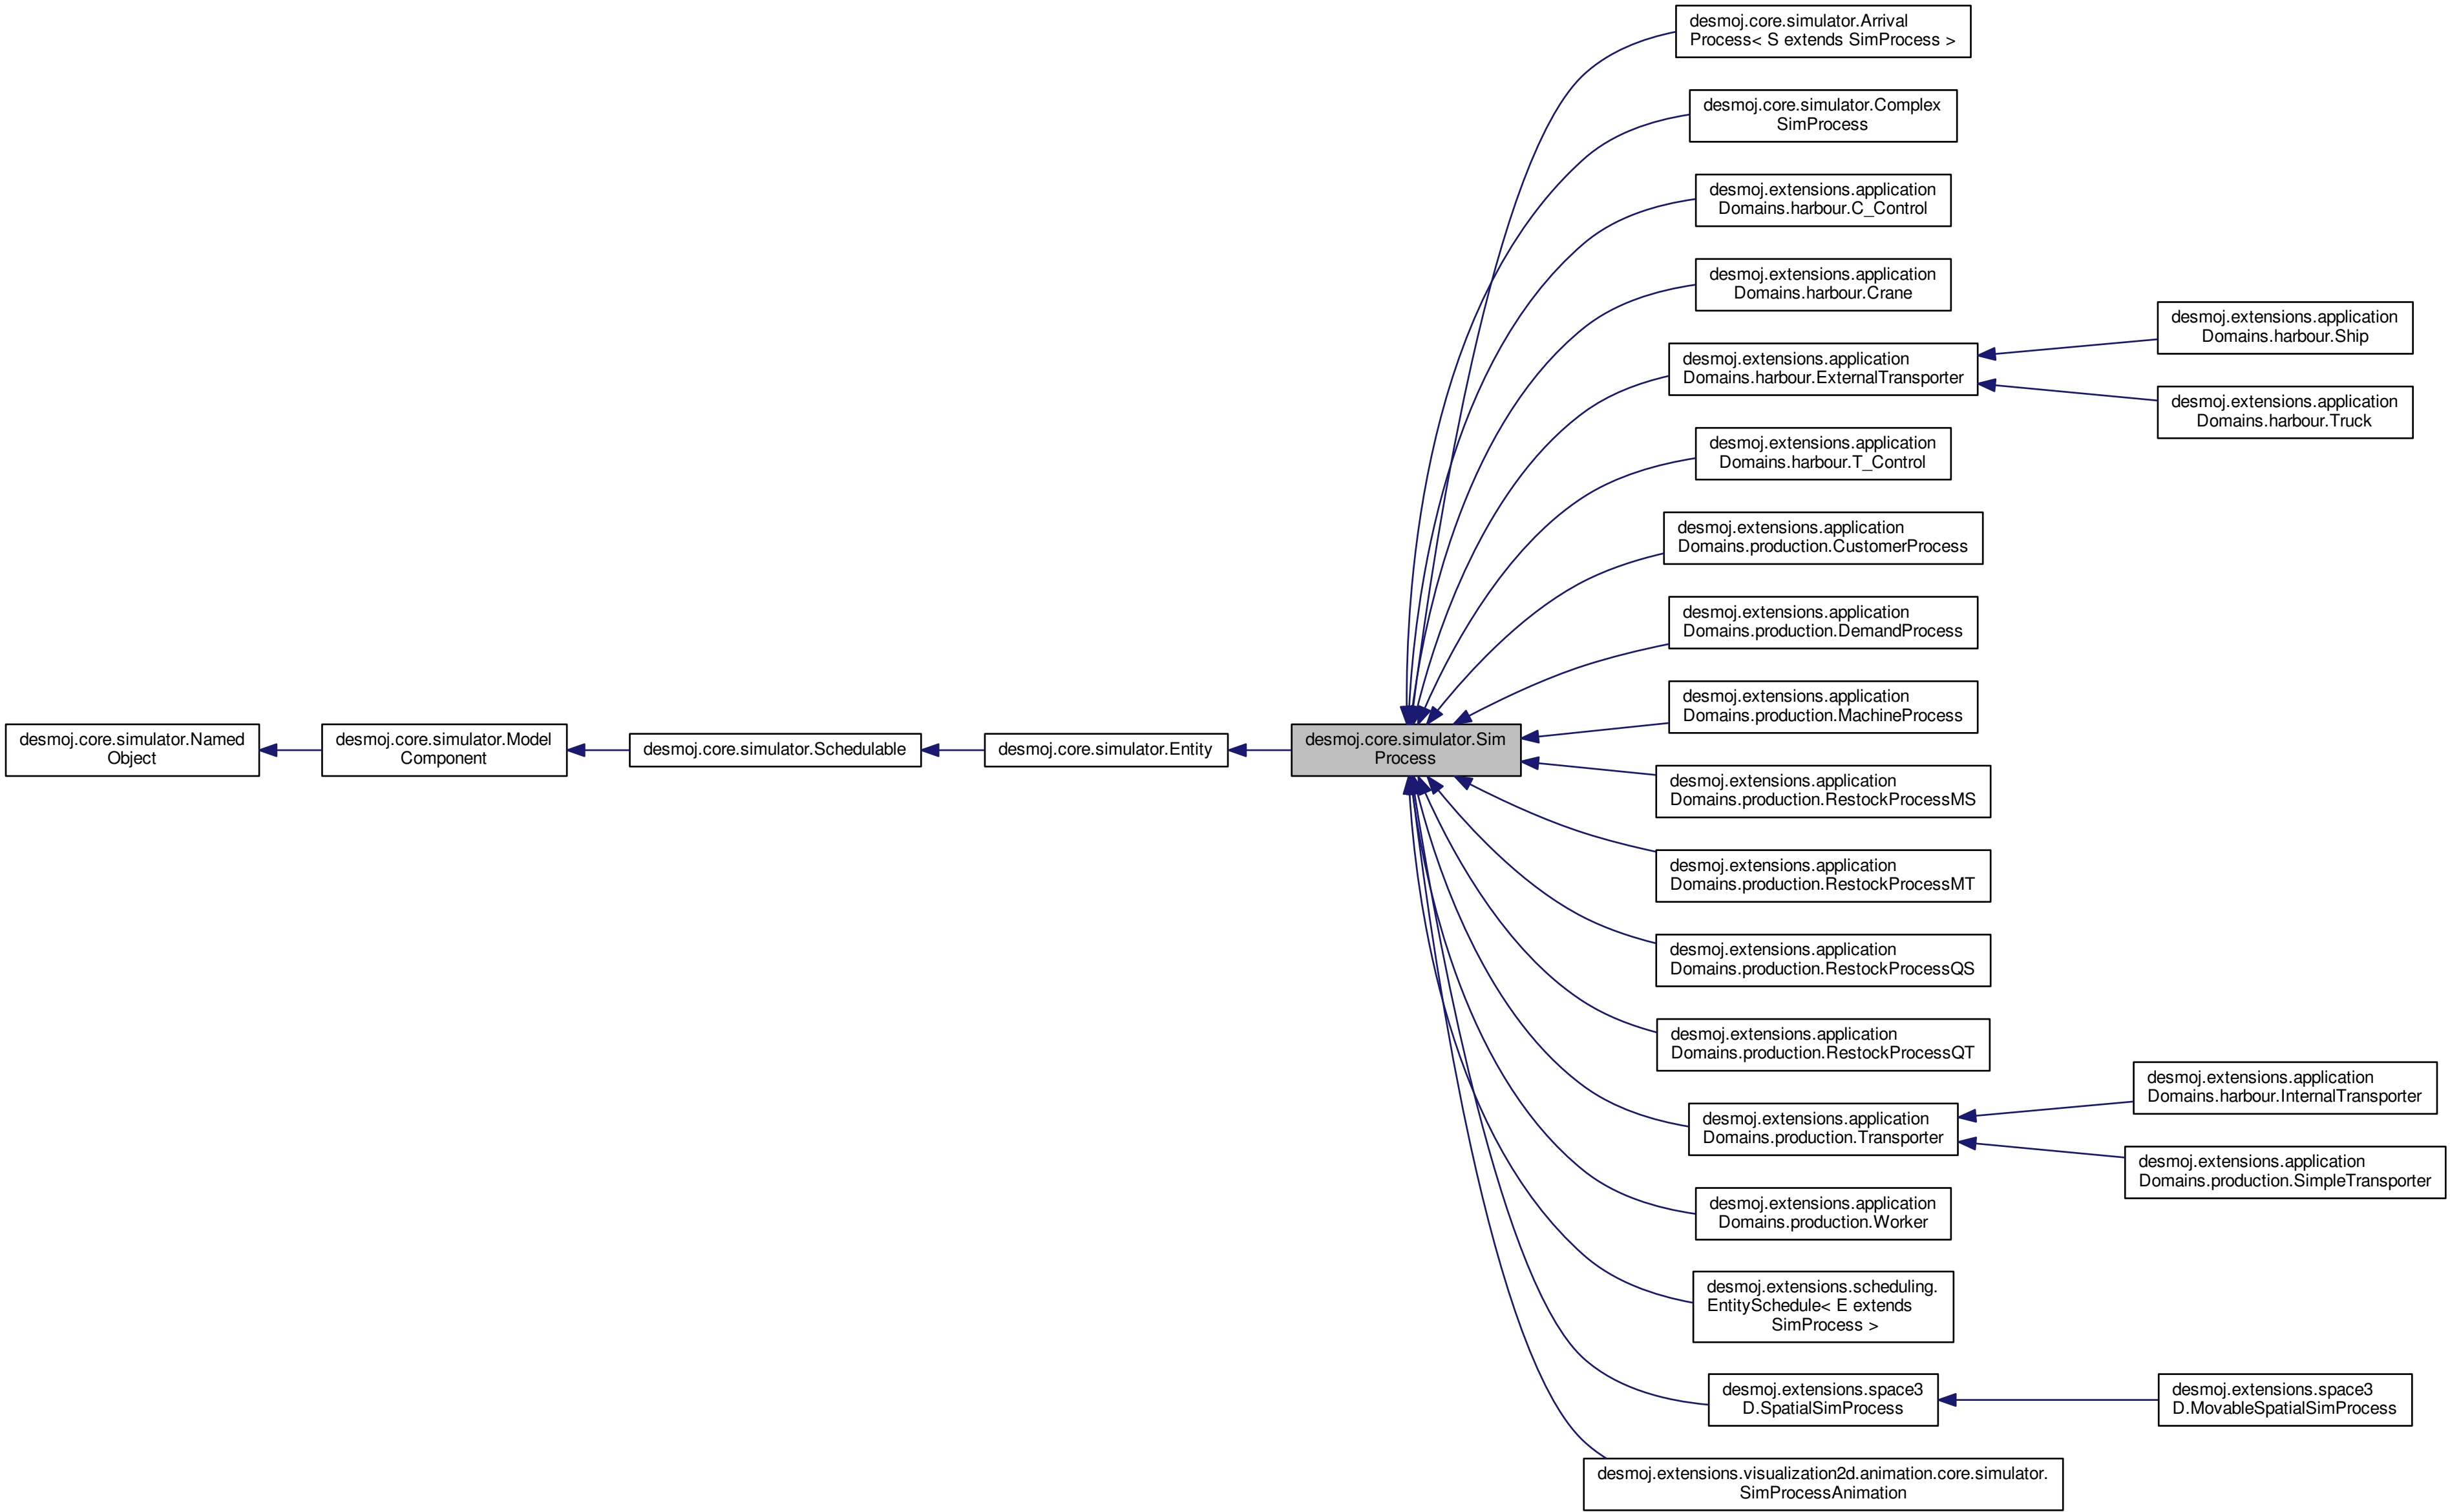 desmoj.core.simulator.Named
Object
desmoj.core.simulator.Model
Component
desmoj.core.simulator.Schedulable
desmoj.core.simulator.Entity
desmoj.core.simulator.Sim
Process
desmoj.core.simulator.Arrival
Process< S extends SimProcess >
desmoj.core.simulator.Complex
SimProcess
desmoj.extensions.application
Domains.harbour.C_Control
desmoj.extensions.application
Domains.harbour.Crane
desmoj.extensions.application
Domains.harbour.ExternalTransporter
desmoj.extensions.application
Domains.harbour.Ship
desmoj.extensions.application
Domains.harbour.Truck
desmoj.extensions.application
Domains.harbour.T_Control
desmoj.extensions.application
Domains.production.CustomerProcess
desmoj.extensions.application
Domains.production.DemandProcess
desmoj.extensions.application
Domains.production.MachineProcess
desmoj.extensions.application
Domains.production.RestockProcessMS
desmoj.extensions.application
Domains.production.RestockProcessMT
desmoj.extensions.application
Domains.production.RestockProcessQS
desmoj.extensions.application
Domains.production.RestockProcessQT
desmoj.extensions.application
Domains.production.Transporter
desmoj.extensions.application
Domains.harbour.InternalTransporter
desmoj.extensions.application
Domains.production.SimpleTransporter
desmoj.extensions.application
Domains.production.Worker
desmoj.extensions.scheduling.
EntitySchedule< E extends
SimProcess >
desmoj.extensions.space3
D.SpatialSimProcess
desmoj.extensions.space3
D.MovableSpatialSimProcess
desmoj.extensions.visualization2d.animation.core.simulator.
SimProcessAnimation